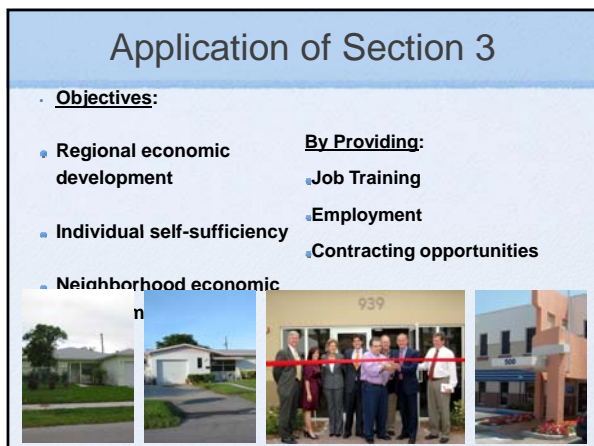 Application of Section 3
Objectives:
Regional economic
development
Individual self-sufficiency
Neighborhood economic
By Providing:
Job Training
Employment
Contracting opportunities
939
500